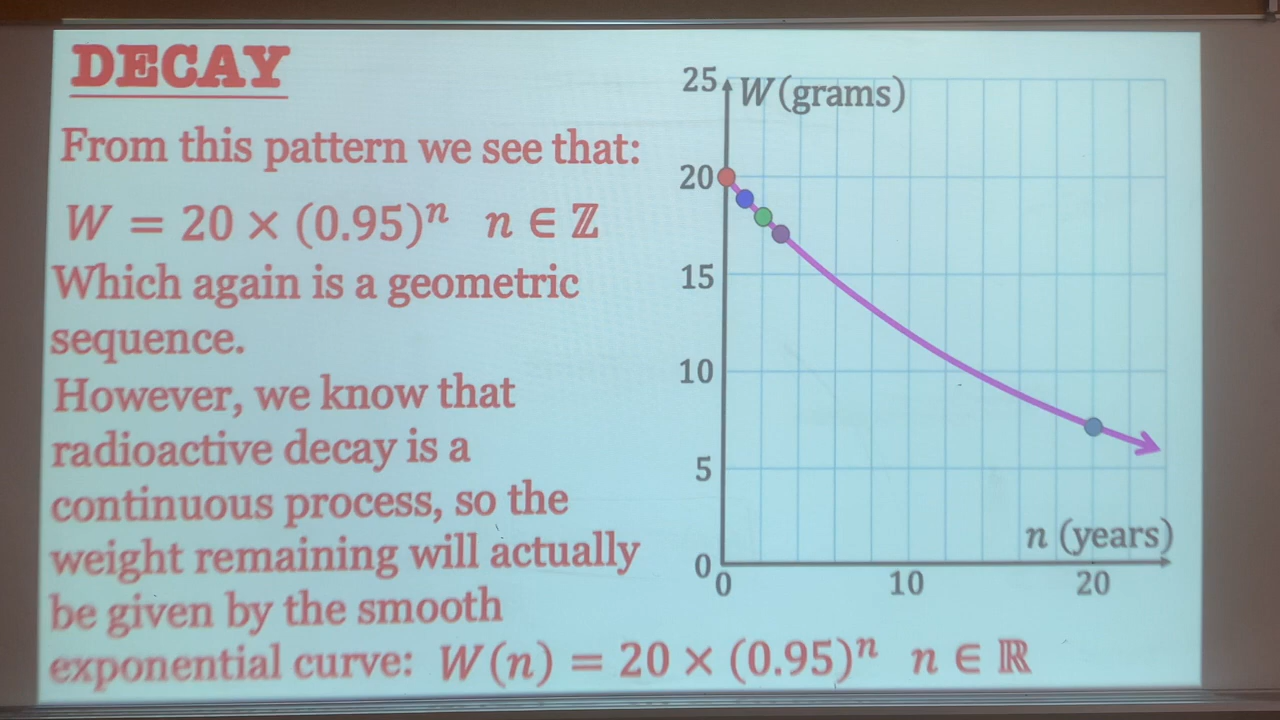 DECAY
From this pattern we see that:
W = 20 × (0.95)ⁿ n ∈ ℤ
Which again is a geometric
sequence.
However, we know that
radioactive decay is a
continuous process, so the
weight remaining will actually
be given by the smooth
exponential curve: W(n) = 20 × (0.95)ⁿ n ∈ ℝ
25
W (grams)
20
15
10
5
0
n (years)
0 10 20